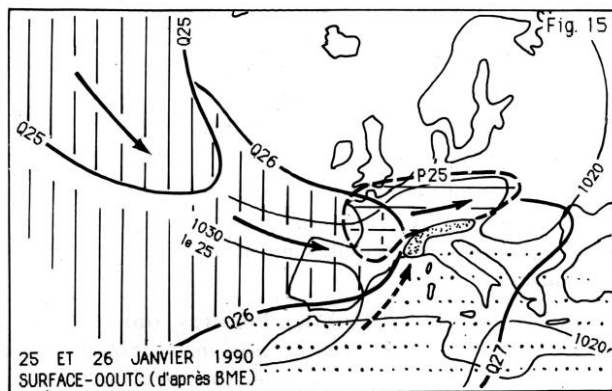 Fig. 15
Q25
Q25
Q26
P25
1020
1030
le 25
Q26
Q27
1020
25 ET 26 JANVIER 1990
SURFACE-00UTC (d'après BME)